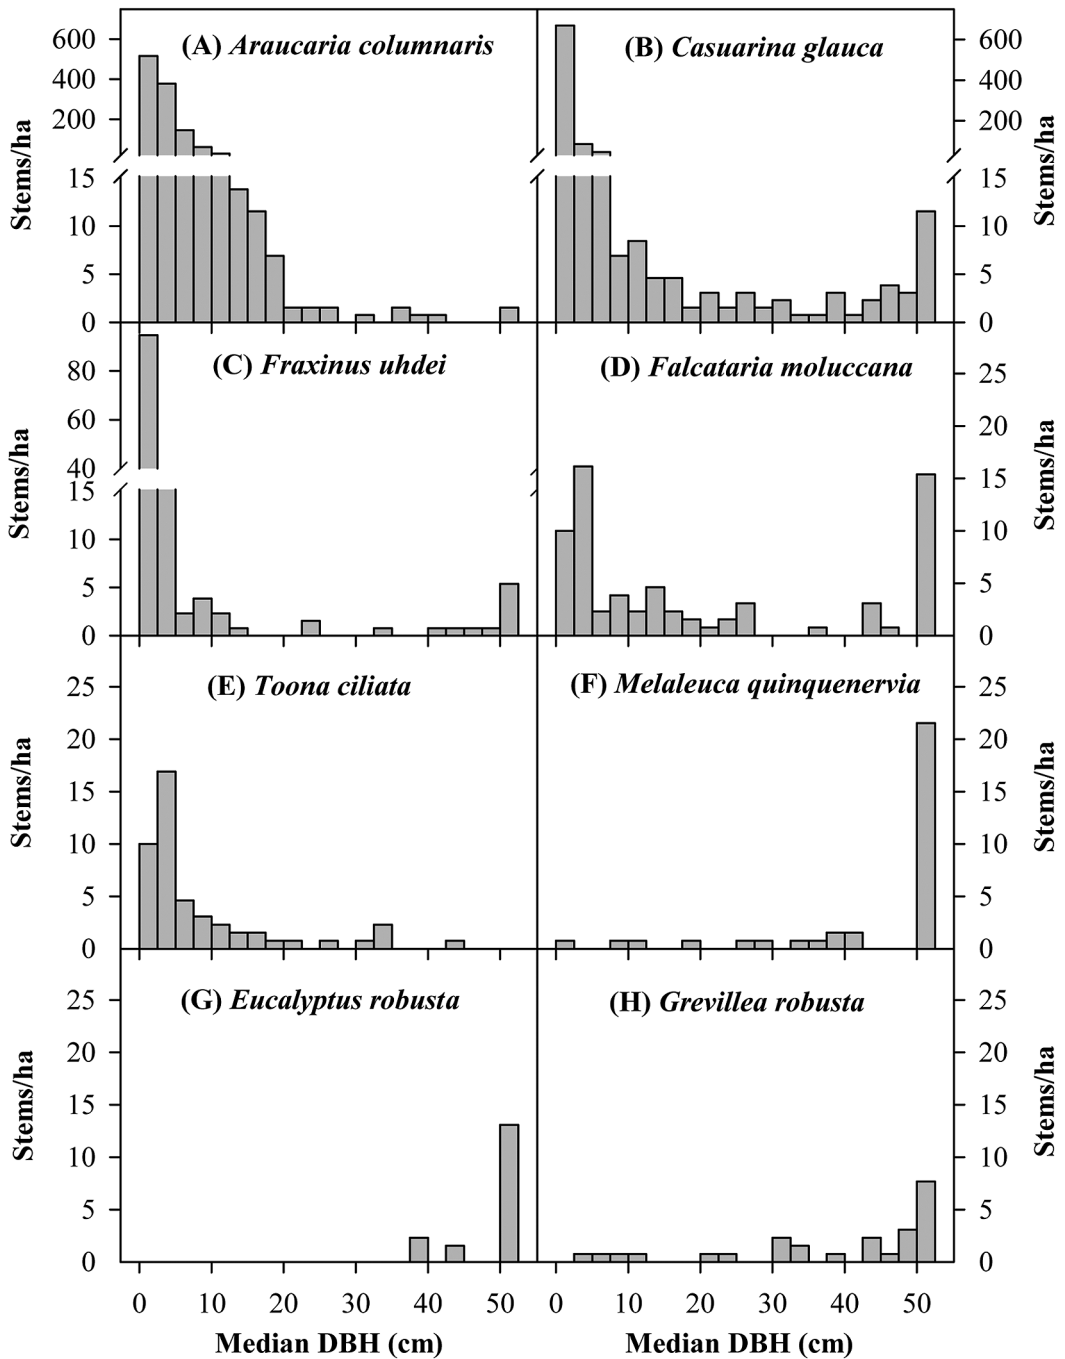 (A) Araucaria columnaris
(B) Casuarina glauca
600
400
200
15
10
5
0
Stems/ha
600
400
200
15
10
5
0
Stems/ha
(C) Fraxinus uhdei
(D) Falcataria moluccana
80
60
40
15
10
5
0
Stems/ha
25
20
15
10
5
0
Stems/ha
(E) Toona ciliata
(F) Melaleuca quinquenervia
25
20
15
10
5
0
Stems/ha
25
20
15
10
5
0
Stems/ha
(G) Eucalyptus robusta
(H) Grevillea robusta
25
20
15
10
5
0
Stems/ha
25
20
15
10
5
0
Stems/ha
0 10 20 30 40 50
0 10 20 30 40 50
Median DBH (cm)
Median DBH (cm)